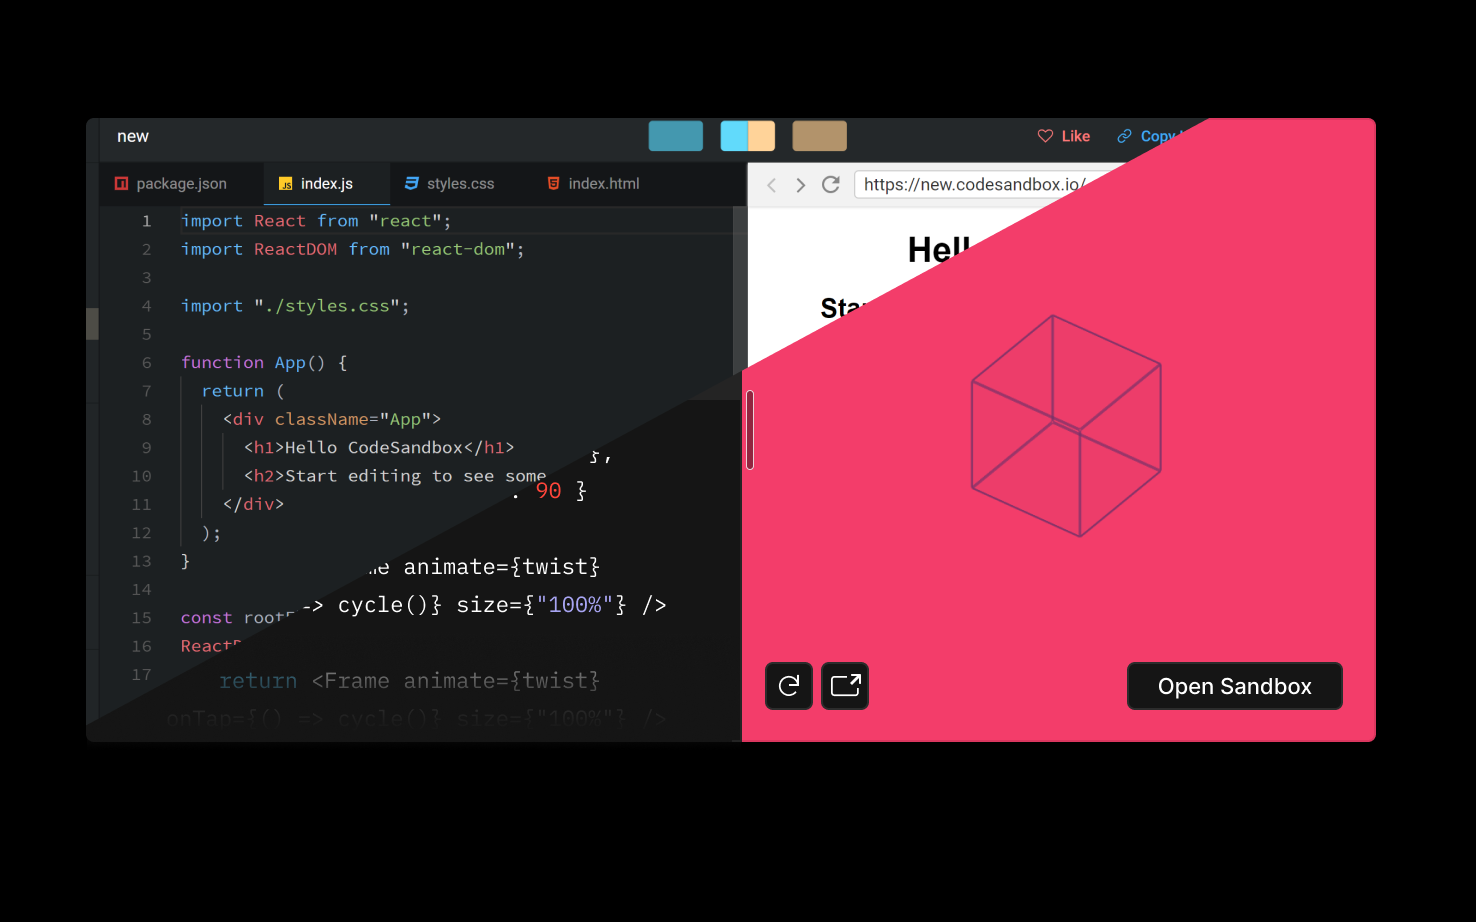 new
Like
Copy
package.json
index.js
styles.css
index.html
https://new.codesandbox.io/
1 import React from "react";
2 import ReactDOM from "react-dom";
3
4 import "./styles.css";
5
6 function App() {
7 return (
8 <div className="App">
9 <h1>Hello CodeSandbox</h1>
10 <h2>Start editing to see some
11 </div>
12 );
13 }
14
15 const
16
17
},
90 }
animate={twist}
cycle()} size={"100%"} />
return <Frame animate={twist}
onTap={() => cycle()} size={"100%"} />
Open Sandbox